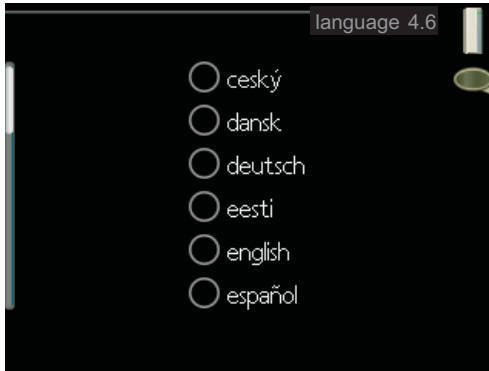 language 4.6
ceský
dansk
deutsch
eesti
english
español